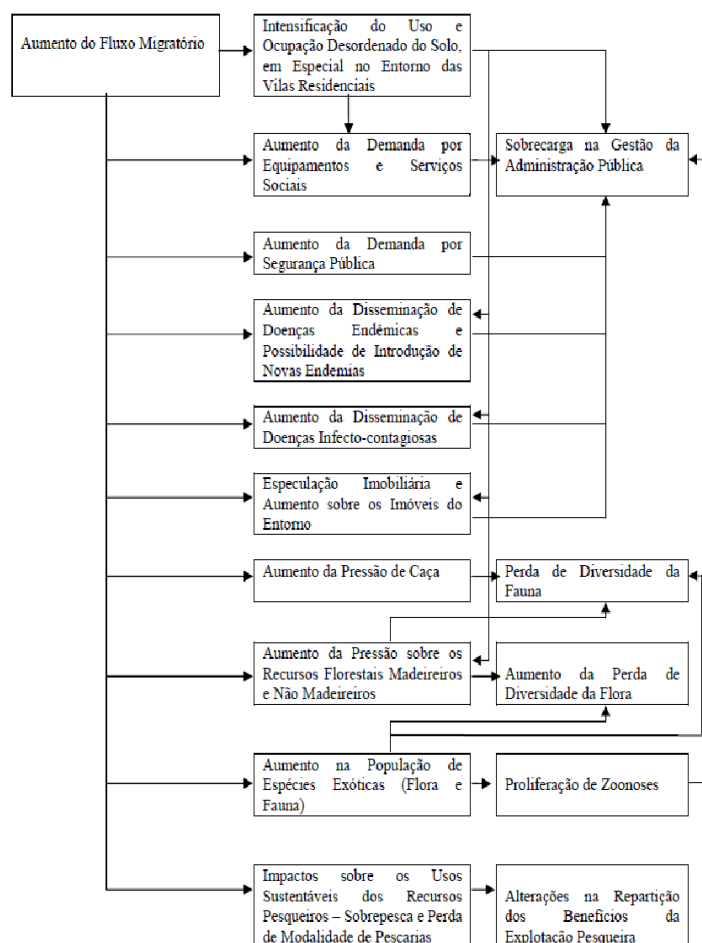 Aumento do Fluxo Migratório
Intensificação do Uso e
Ocupação Desordenado do Solo,
em Especial no Entorno das
Vilas Residenciais
Aumento da Demanda por
Equipamentos e Serviços
Sociais
Sobrecarga na Gestão da
Administração Pública
Aumento da Demanda por
Segurança Pública
Aumento da Disseminação de
Doenças Endêmicas e
Possibilidade de Introdução de
Novas Endemias
Aumento da Disseminação de
Doenças Infecto-contagiosas
Especulação Imobiliária e
Aumento sobre os Imóveis do
Entorno
Aumento da Pressão de Caça
Perda de Diversidade da
Fauna
Aumento da Pressão sobre os
Recursos Florestais Madeireiros
e Não Madeireiros
Aumento da Perda de
Diversidade da Flora
Aumento na População de
Espécies Exóticas (Flora e
Fauna)
Proliferação de Zoonoses
Impactos sobre os Usos
Sustentáveis dos Recursos
Pesqueiros – Sobrepesca e Perda
de Modalidade de Pescarias
Alterações na Repartição
dos Benefícios da
Explotação Pesqueira